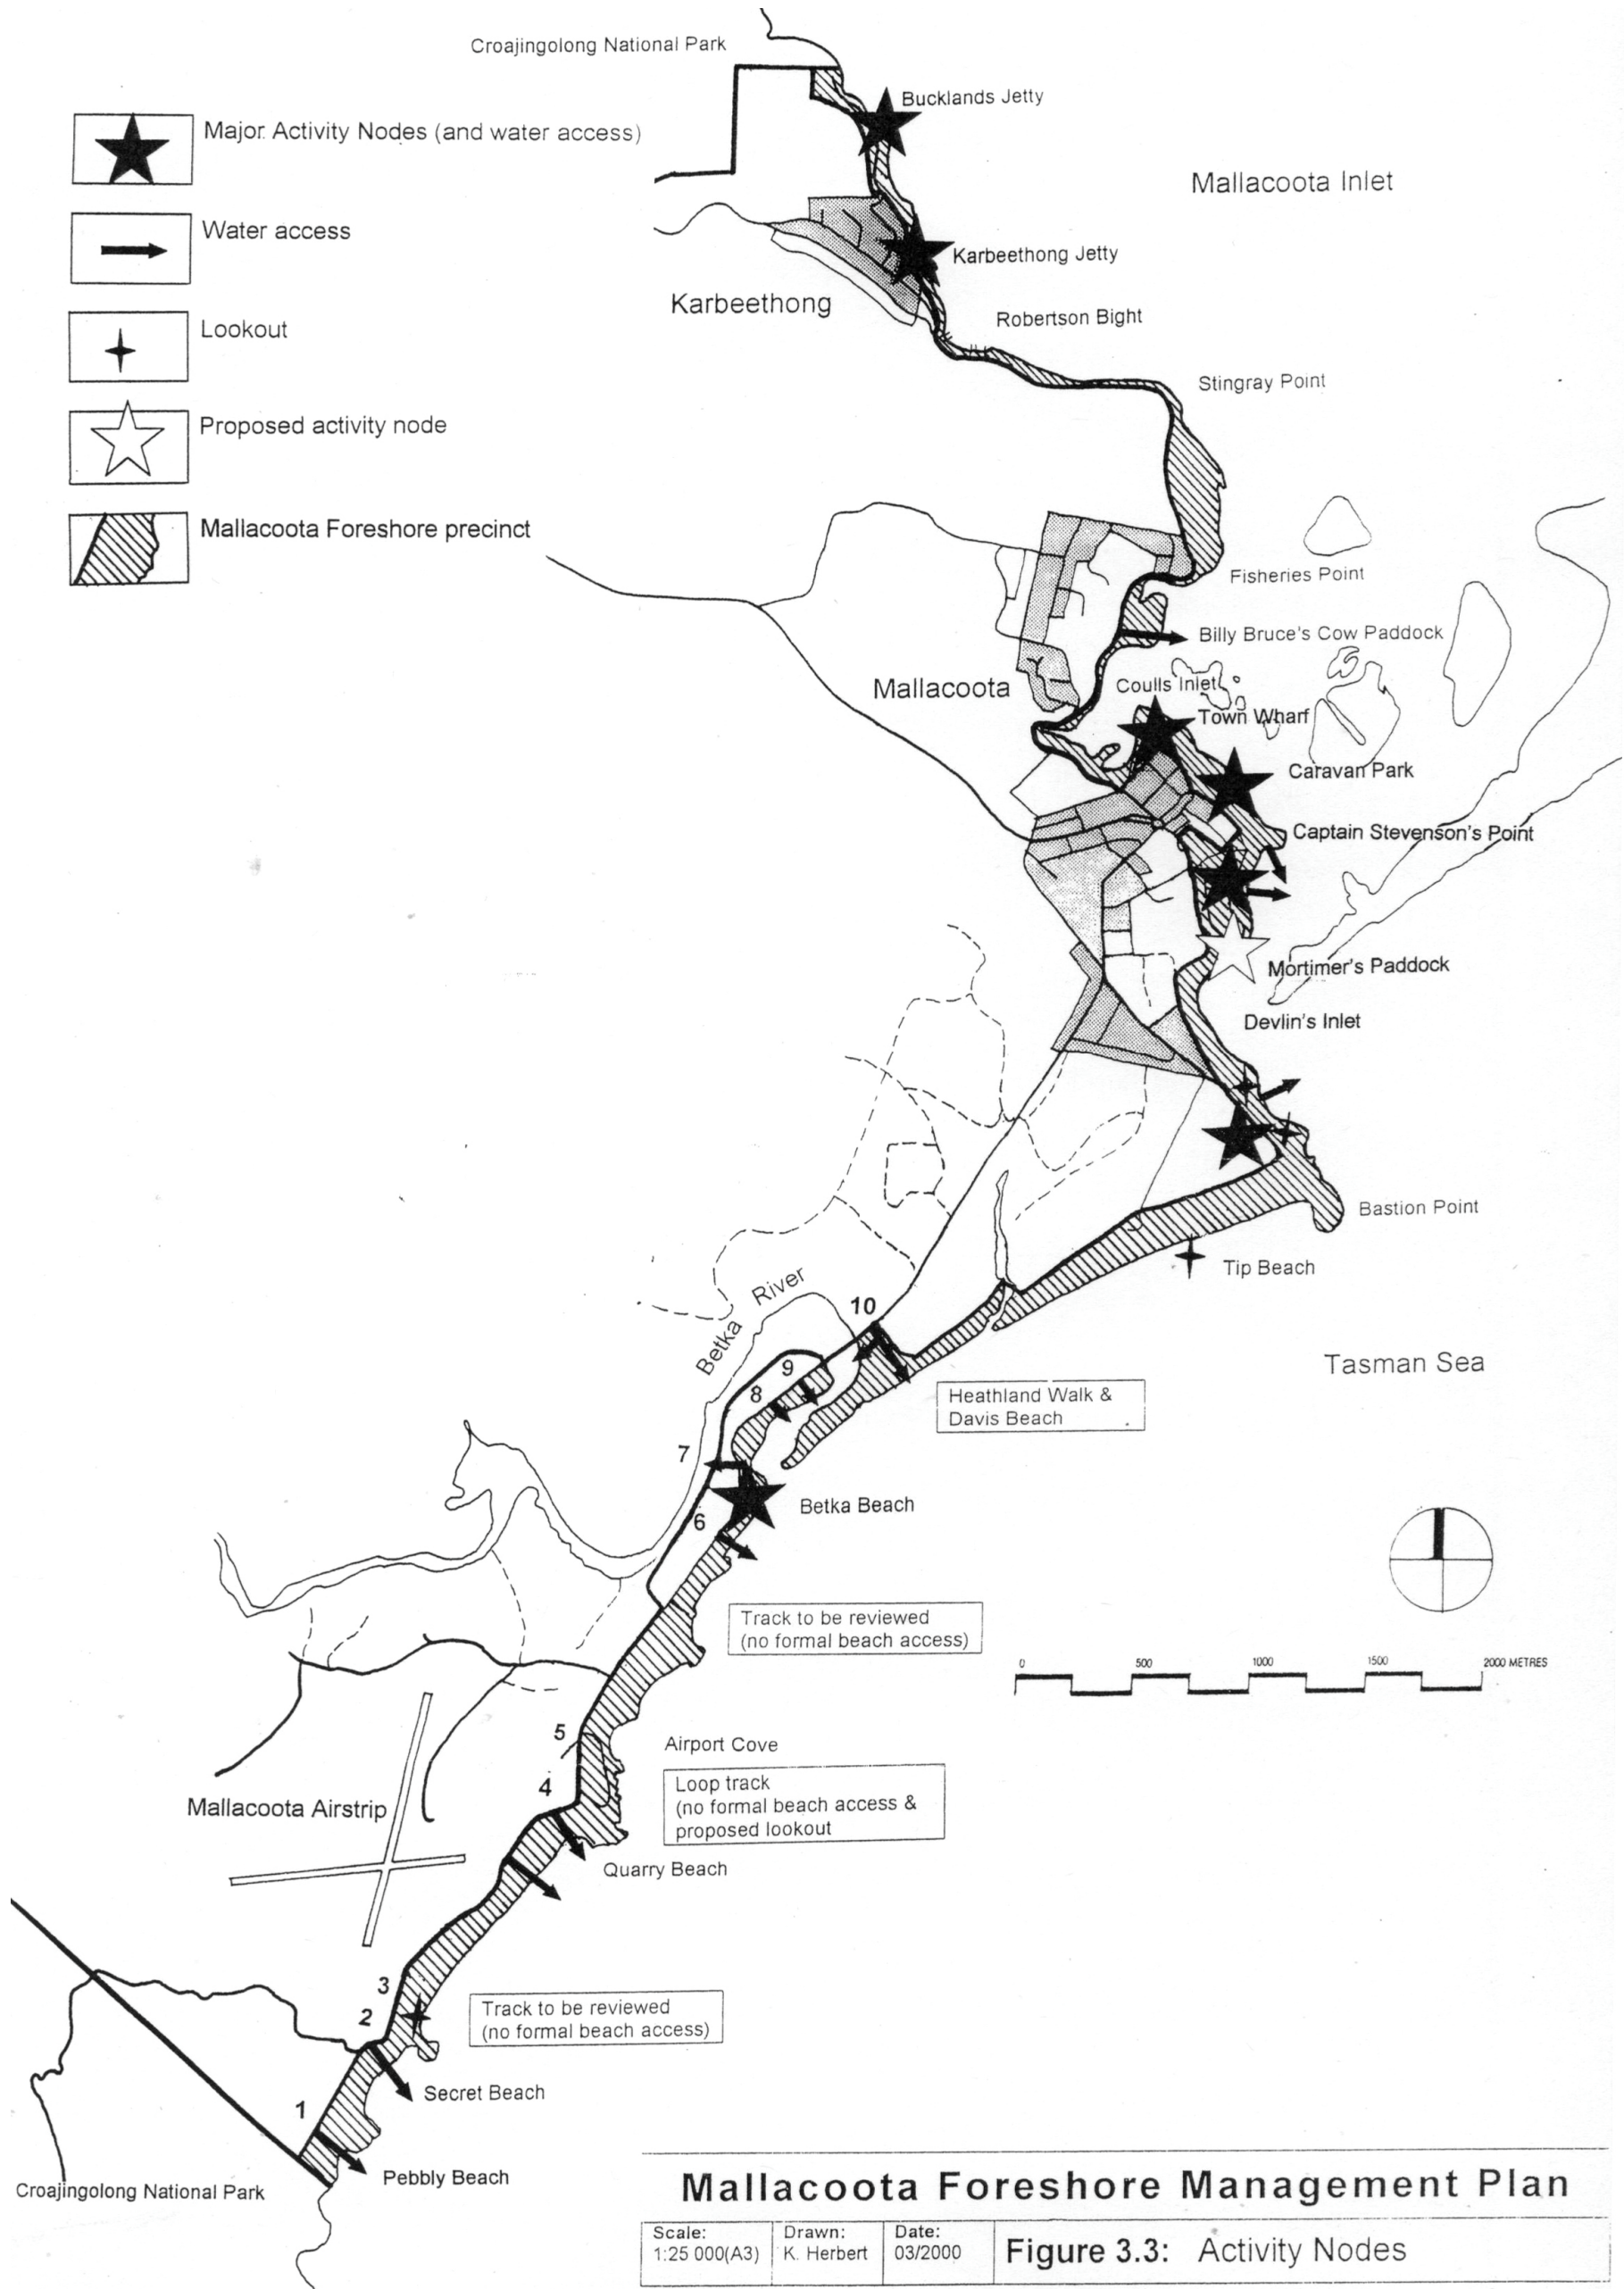 Croajingolong National Park
Bucklands Jetty
Major Activity Nodes (and water access)
Mallacoota Inlet
Water access
Karbeethong Jetty
Karbeethong
Robertson Bight
Lookout
Stingray Point
Proposed activity node
Mallacoota Foreshore precinct
Fisheries Point
Billy Bruce's Cow Paddock
Mallacoota
Coulls Inlet
Town Wharf
Caravan Park
Captain Stevenson's Point
Mortimer's Paddock
Devlin's Inlet
Bastion Point
Tip Beach
Betka River
10
Tasman Sea
9
8
Heathland Walk &
Davis Beach
7
Betka Beach
6
Track to be reviewed
(no formal beach access)
0 500 1000 1500 2000 METRES
5
Airport Cove
4
Loop track
(no formal beach access &
proposed lookout
Mallacoota Airstrip
Quarry Beach
3
2
Track to be reviewed
(no formal beach access)
Secret Beach
1
Pebbly Beach
Croajingolong National Park
Mallacoota Foreshore Management Plan
Scale:
1:25 000(A3)
Drawn:
K. Herbert
Date:
03/2000
Figure 3.3: Activity Nodes